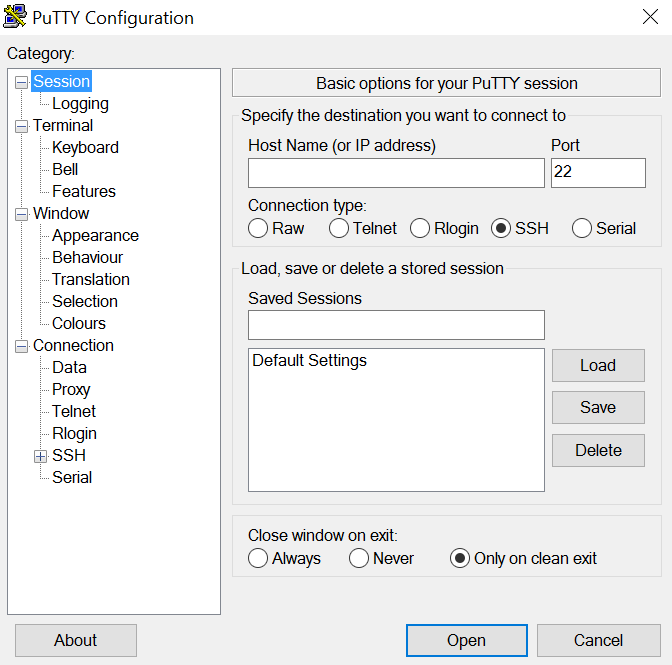 PuTTY Configuration
Category:
Session
Logging
Terminal
Keyboard
Bell
Features
Window
Appearance
Behaviour
Translation
Selection
Colours
Connection
Data
Proxy
Telnet
Rlogin
SSH
Serial
Basic options for your PuTTY session
Specify the destination you want to connect to
Host Name (or IP address) Port
22
Connection type:
Raw Telnet Rlogin SSH Serial
Load, save or delete a stored session
Saved Sessions
Default Settings
Load
Save
Delete
Close window on exit:
Always Never Only on clean exit
About Open Cancel